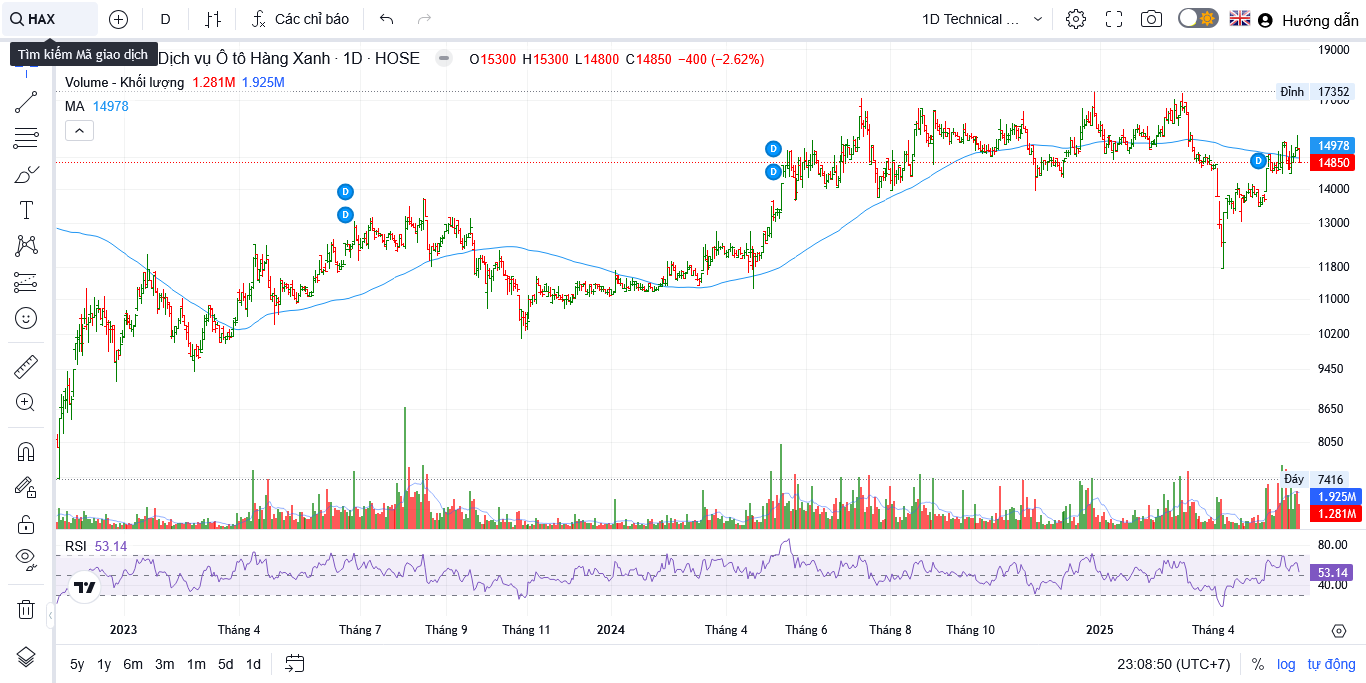 HAX D Các chỉ báo 1D Technical ... Hướng dẫn
Tìm kiếm Mã giao dịch
Dịch vụ Ô tô Hàng Xanh · 1D · HOSE O15300 H15300 L14800 C14850 −400 (−2.62%)
Volume - Khối lượng 1.281M 1.925M
MA 14978
19000
Đỉnh 17352
17000
14978
14850
14000
13000
11800
11000
10200
9450
8650
8050
Đáy 7416
1.925M
1.281M
D
D
D
D
D
RSI 53.14
80.00
53.14
40.00
2023 Tháng 4 Tháng 7 Tháng 9 Tháng 11 2024 Tháng 4 Tháng 6 Tháng 8 Tháng 10 2025 Tháng 4
5y 1y 6m 3m 1m 5d 1d 23:08:50 (UTC+7) % log tự động